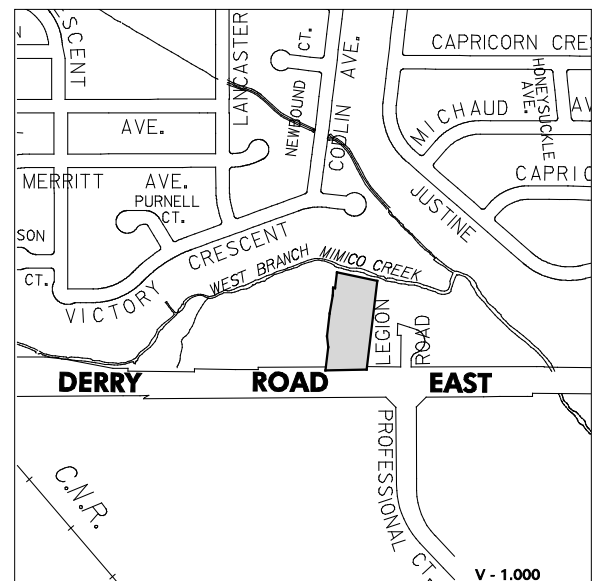 SCENT
LANCASTER
CT.
NEWBOUND
CODLIN AVE.
CAPRICORN CRES
HONEYSUCKLE
AVE.
MICHAUD
AV
AVE.
MERRITT AVE.
PURNELL
CT.
CAPRIC
JUSTINE
SON
CT.
VICTORY CRESCENT
WEST BRANCH MIMICO CREEK
LEGION
ROAD
DERRY ROAD EAST
PROFESSIONAL CT.
C.N.R.
V - 1.000